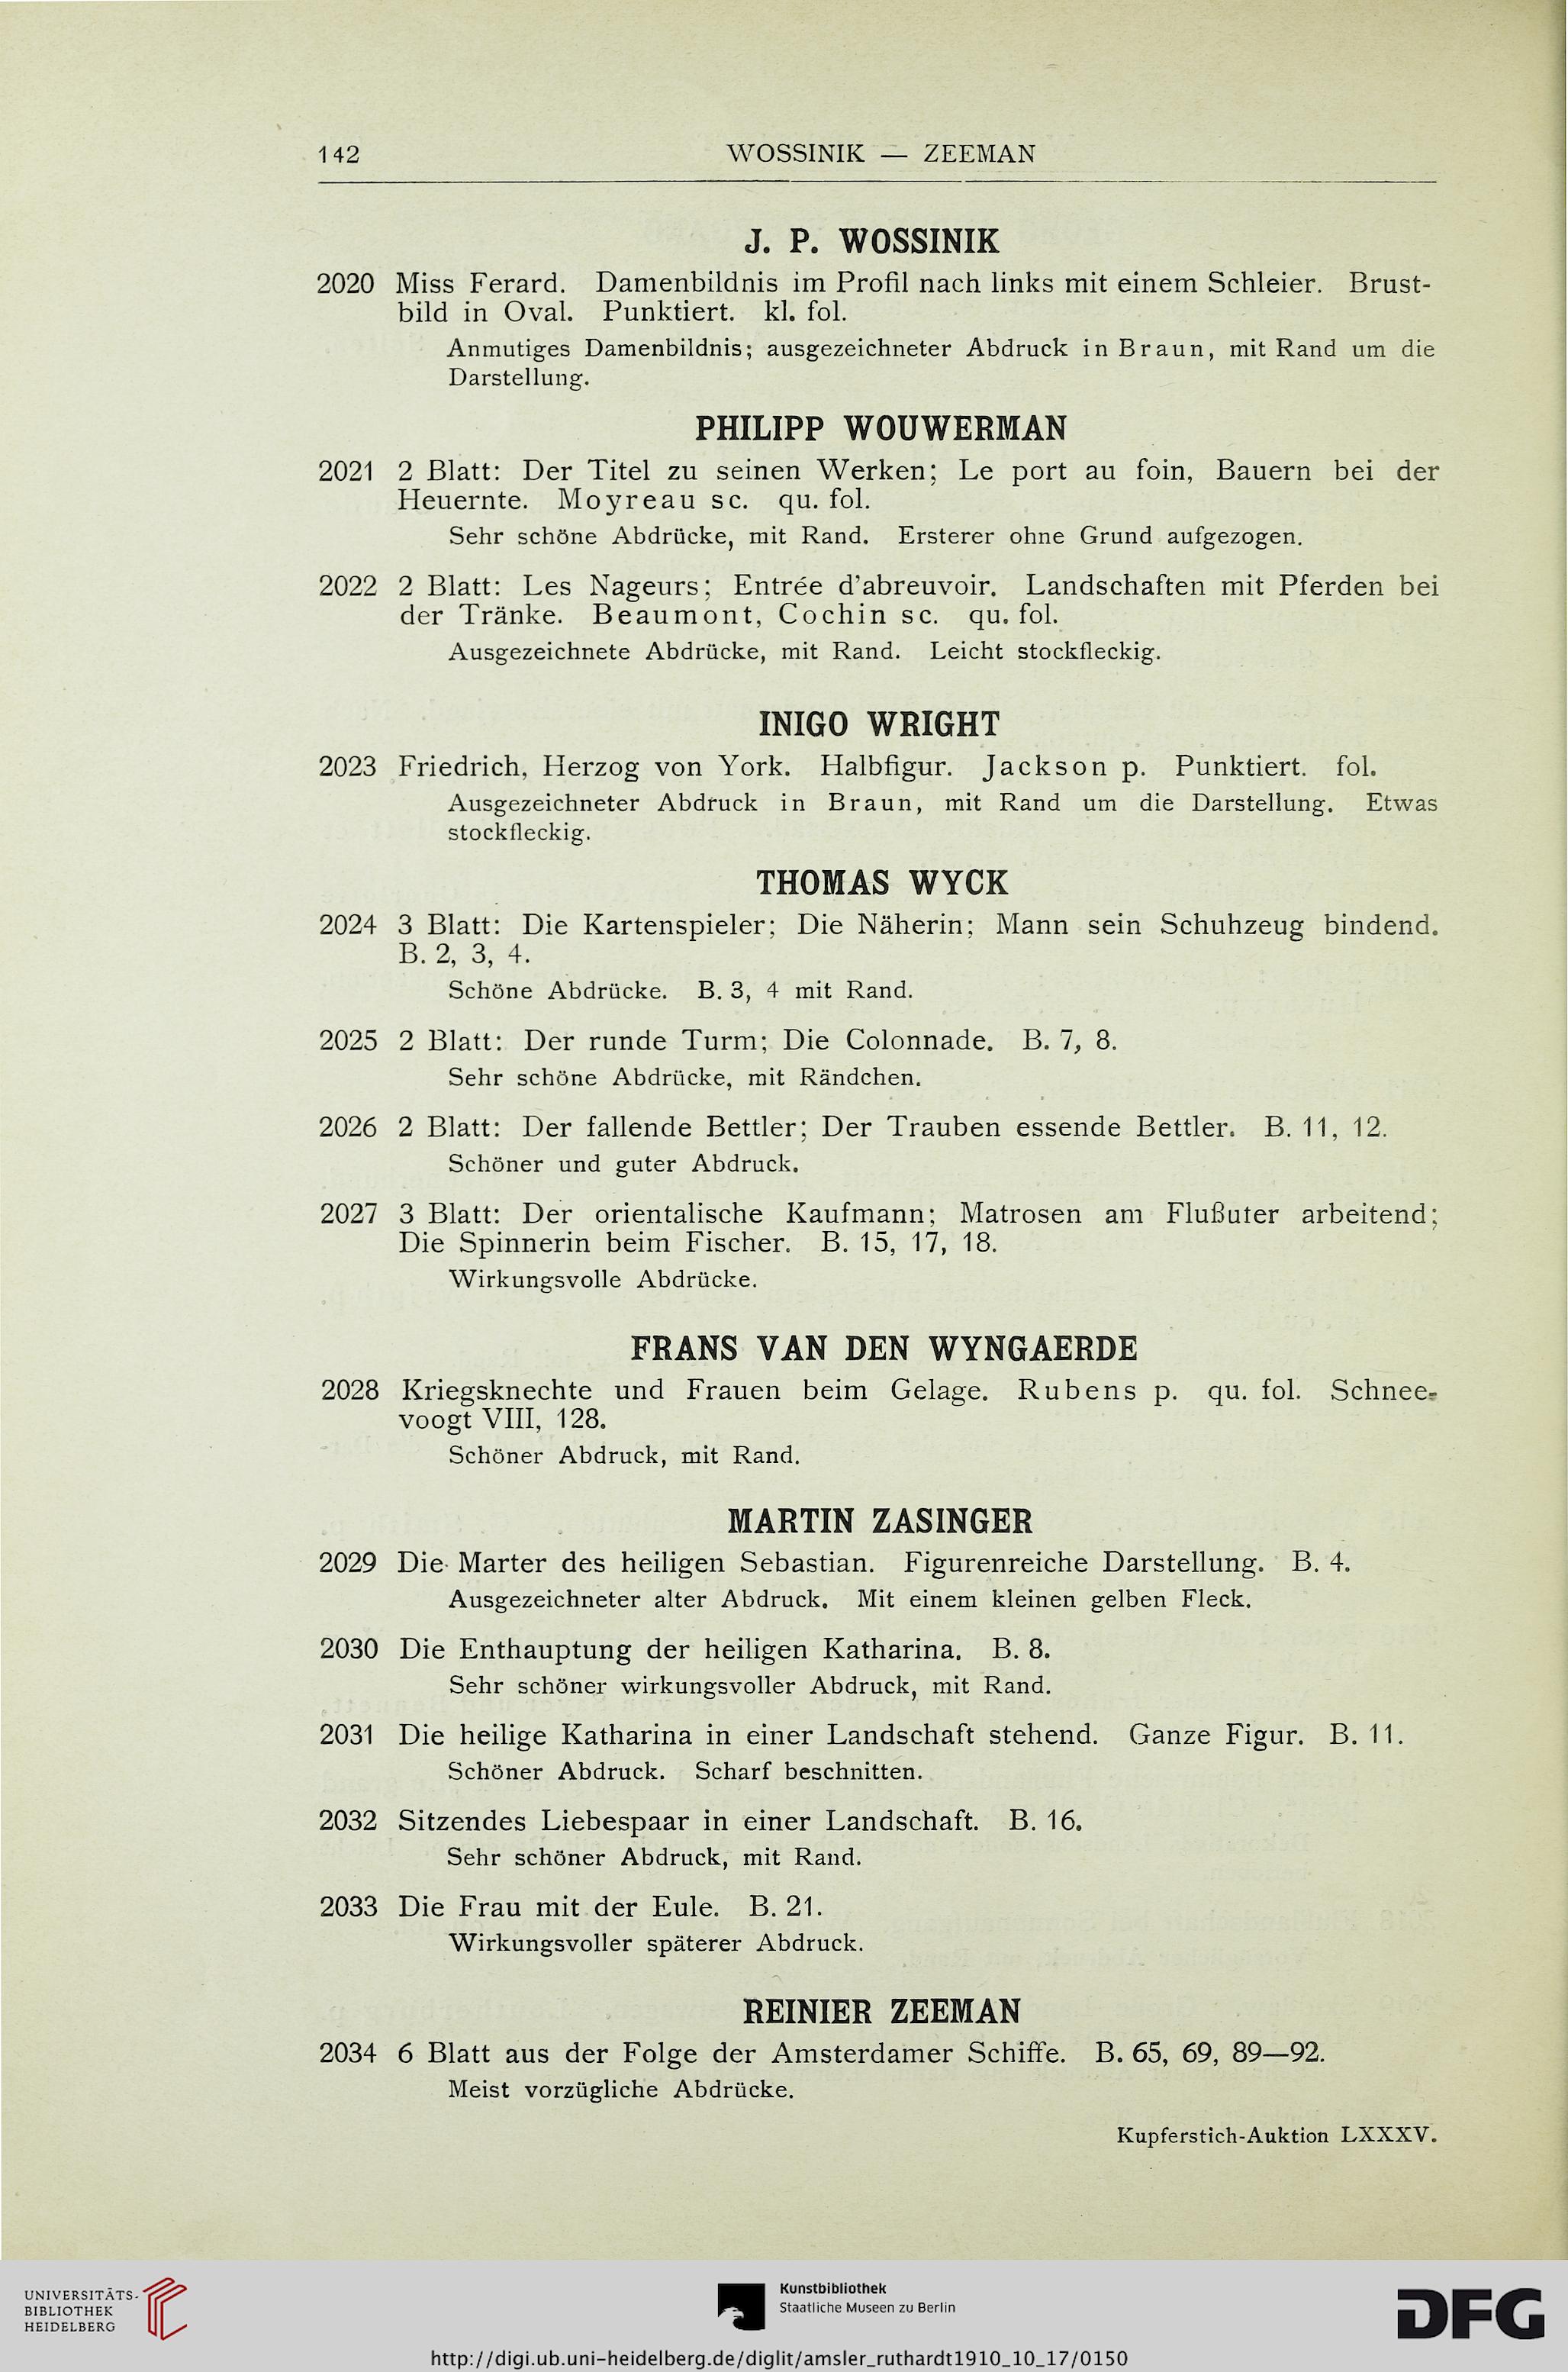 142 WOSSINIK — ZEEMAN
J. P. WOSSINIK
2020 Miss Ferard. Damenbildnis im Profil nach links mit einem Schleier. Brust-
bild in Oval. Punktiert. kl. fol.
Anmutiges Damenbildnis; ausgezeichneter Abdruck in Braun, mit Rand um die
Darstellung.
PHILIPP WOUWERMAN
2021 2 Blatt: Der Titel zu seinen Werken; Le port au foin, Bauern bei der
Heuernte. Moyreau sc. qu. fol.
Sehr schöne Abdrücke, mit Rand. Ersterer ohne Grund aufgezogen.
2022 2 Blatt: Les Nageurs; Entrée d'abreuvoir. Landschaften mit Pferden bei
der Tränke. Beaumont, Cochin sc. qu. fol.
Ausgezeichnete Abdrücke, mit Rand. Leicht stockfleckig.
INIGO WRIGHT
2023 Friedrich, Herzog von York. Halbfigur. Jackson p. Punktiert. fol.
Ausgezeichneter Abdruck in Braun, mit Rand um die Darstellung. Etwas
stockfleckig.
THOMAS WYCK
2024 3 Blatt: Die Kartenspieler; Die Näherin; Mann sein Schuhzeug bindend.
B. 2, 3, 4.
Schöne Abdrücke. B. 3, 4 mit Rand.
2025 2 Blatt: Der runde Turm; Die Colonnade. B. 7, 8.
Sehr schöne Abdrücke, mit Rändchen.
2026 2 Blatt: Der fallende Bettler; Der Trauben essende Bettler. B. 11, 12.
Schöner und guter Abdruck.
2027 3 Blatt: Der orientalische Kaufmann; Matrosen am Flußuter arbeitend;
Die Spinnerin beim Fischer. B. 15, 17, 18.
Wirkungsvolle Abdrücke.
FRANS VAN DEN WYNGAERDE
2028 Kriegsknechte und Frauen beim Gelage. Rubens p. qu. fol. Schnee-
voogt VIII, 128.
Schöner Abdruck, mit Rand.
MARTIN ZASINGER
2029 Die Marter des heiligen Sebastian. Figurenreiche Darstellung. B. 4.
Ausgezeichneter alter Abdruck. Mit einem kleinen gelben Fleck.
2030 Die Enthauptung der heiligen Katharina. B. 8.
Sehr schöner wirkungsvoller Abdruck, mit Rand.
2031 Die heilige Katharina in einer Landschaft stehend. Ganze Figur. B. 11.
Schöner Abdruck. Scharf beschnitten.
2032 Sitzendes Liebespaar in einer Landschaft. B. 16.
Sehr schöner Abdruck, mit Rand.
2033 Die Frau mit der Eule. B. 21.
Wirkungsvoller späterer Abdruck.
REINIER ZEEMAN
2034 6 Blatt aus der Folge der Amsterdamer Schiffe. B. 65, 69, 89—92.
Meist vorzügliche Abdrücke.
Kupferstich-Auktion LXXXV.
UNIVERSITÄTS-
BIBLIOTHEK
HEIDELBERG
Kunstbibliothek
Staatliche Museen zu Berlin
DFG
http://digi.ub.uni-heidelberg.de/diglit/amsler_ruthardt1910_10_17/0150